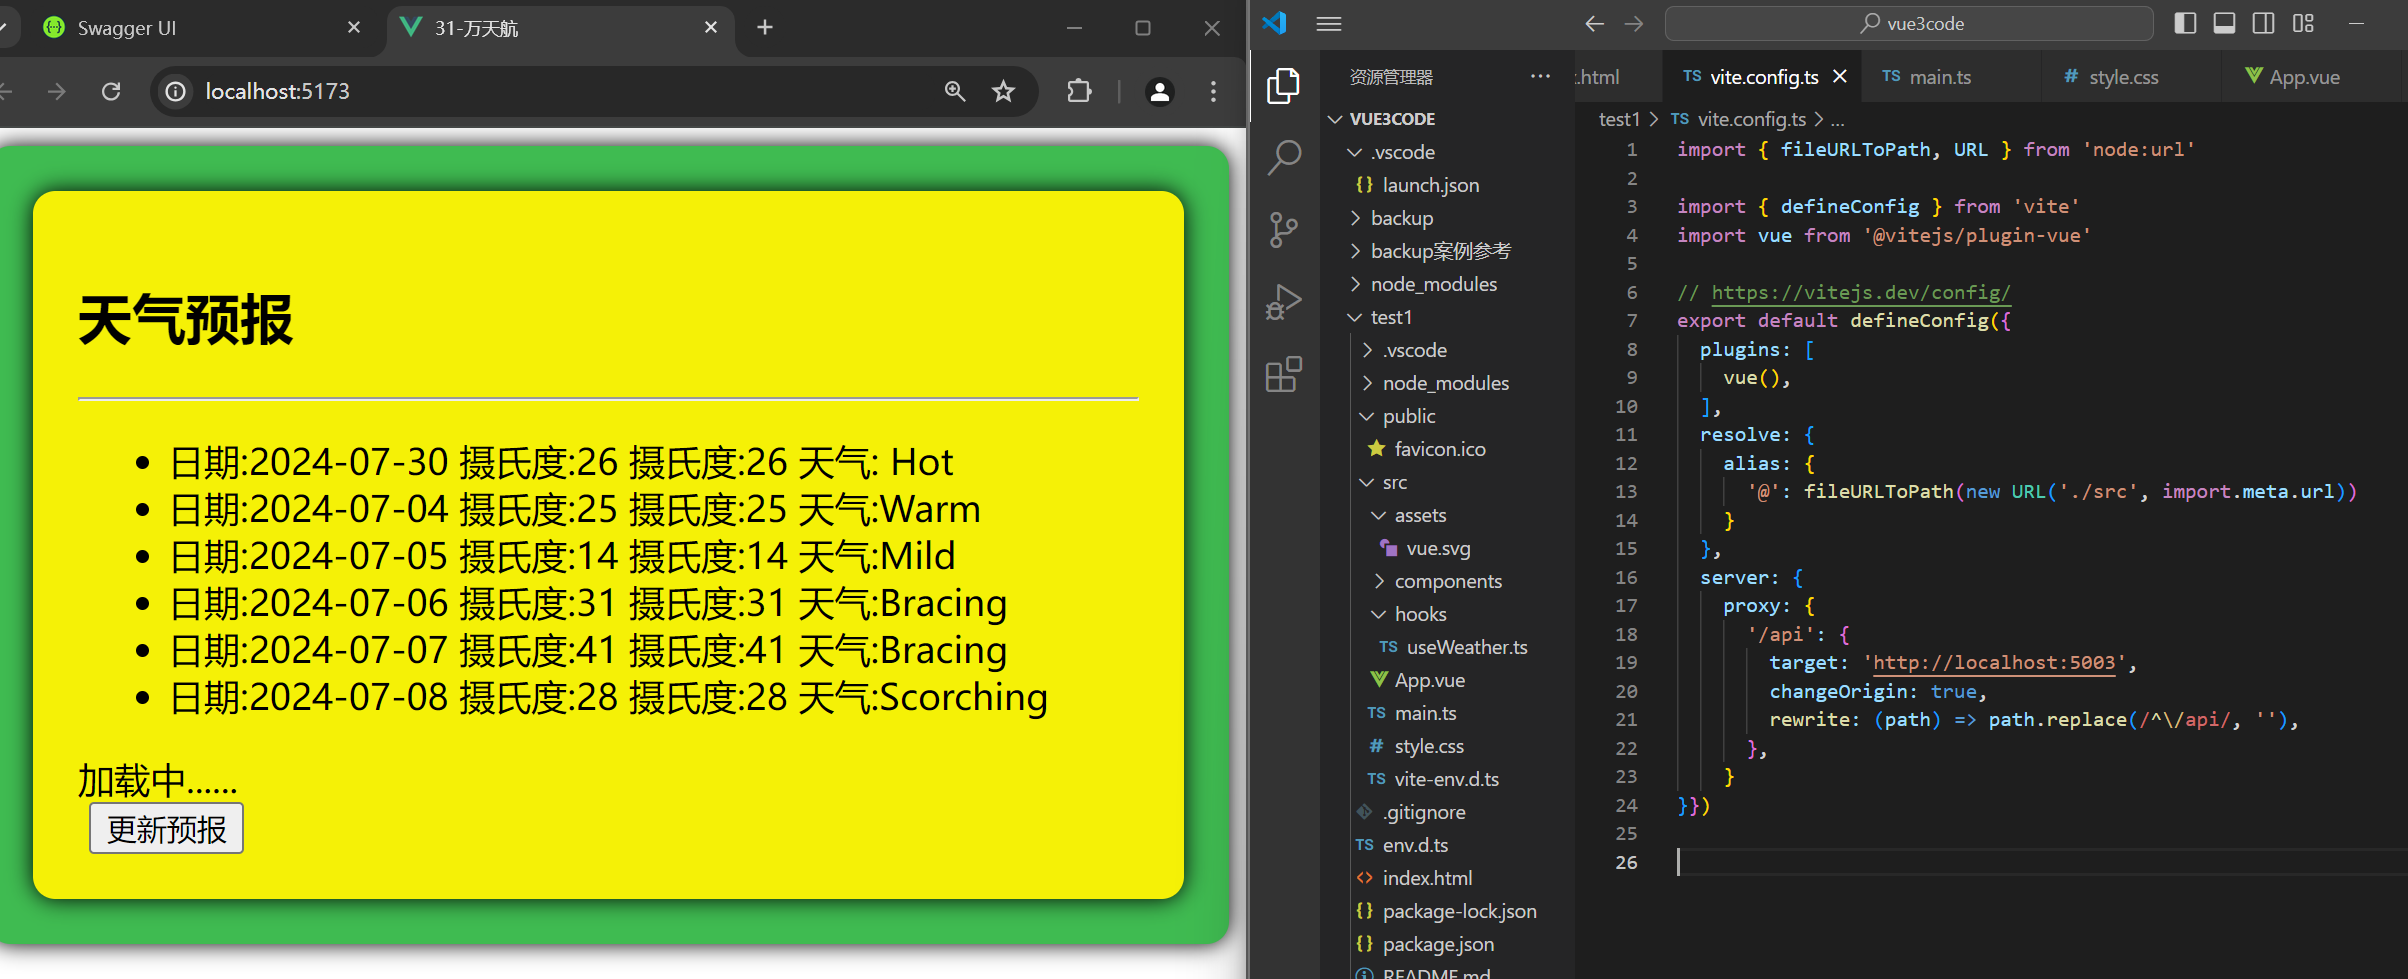 Swagger UI
31-万天航
localhost:5173
天气预报
日期:2024-07-30 摄氏度:26 摄氏度:26 天气: Hot
日期:2024-07-04 摄氏度:25 摄氏度:25 天气:Warm
日期:2024-07-05 摄氏度:14 摄氏度:14 天气:Mild
日期:2024-07-06 摄氏度:31 摄氏度:31 天气:Bracing
日期:2024-07-07 摄氏度:41 摄氏度:41 天气:Bracing
日期:2024-07-08 摄氏度:28 摄氏度:28 天气:Scorching
加载中......
更新预报
vue3code
资源管理器
VUE3CODE
.vscode
{} launch.json
backup
backup案例参考
node_modules
test1
.vscode
node_modules
public
favicon.ico
src
assets
vue.svg
components
hooks
TS useWeather.ts
App.vue
TS main.ts
# style.css
TS vite-env.d.ts
.gitignore
TS env.d.ts
<> index.html
{} package-lock.json
{} package.json
README.md
.html
TS vite.config.ts
TS main.ts
# style.css
App.vue
test1 > TS vite.config.ts > ...
1 import { fileURLToPath, URL } from 'node:url'
2
3 import { defineConfig } from 'vite'
4 import vue from '@vitejs/plugin-vue'
5
6 // https://vitejs.dev/config/
7 export default defineConfig({
8 plugins: [
9 vue(),
10 ],
11 resolve: {
12 alias: {
13 '@': fileURLToPath(new URL('./src', import.meta.url))
14 }
15 },
16 server: {
17 proxy: {
18 '/api': {
19 target: 'http://localhost:5003',
20 changeOrigin: true,
21 rewrite: (path) => path.replace(/^\/api/, ''),
22 },
23 }
24 }})
25
26